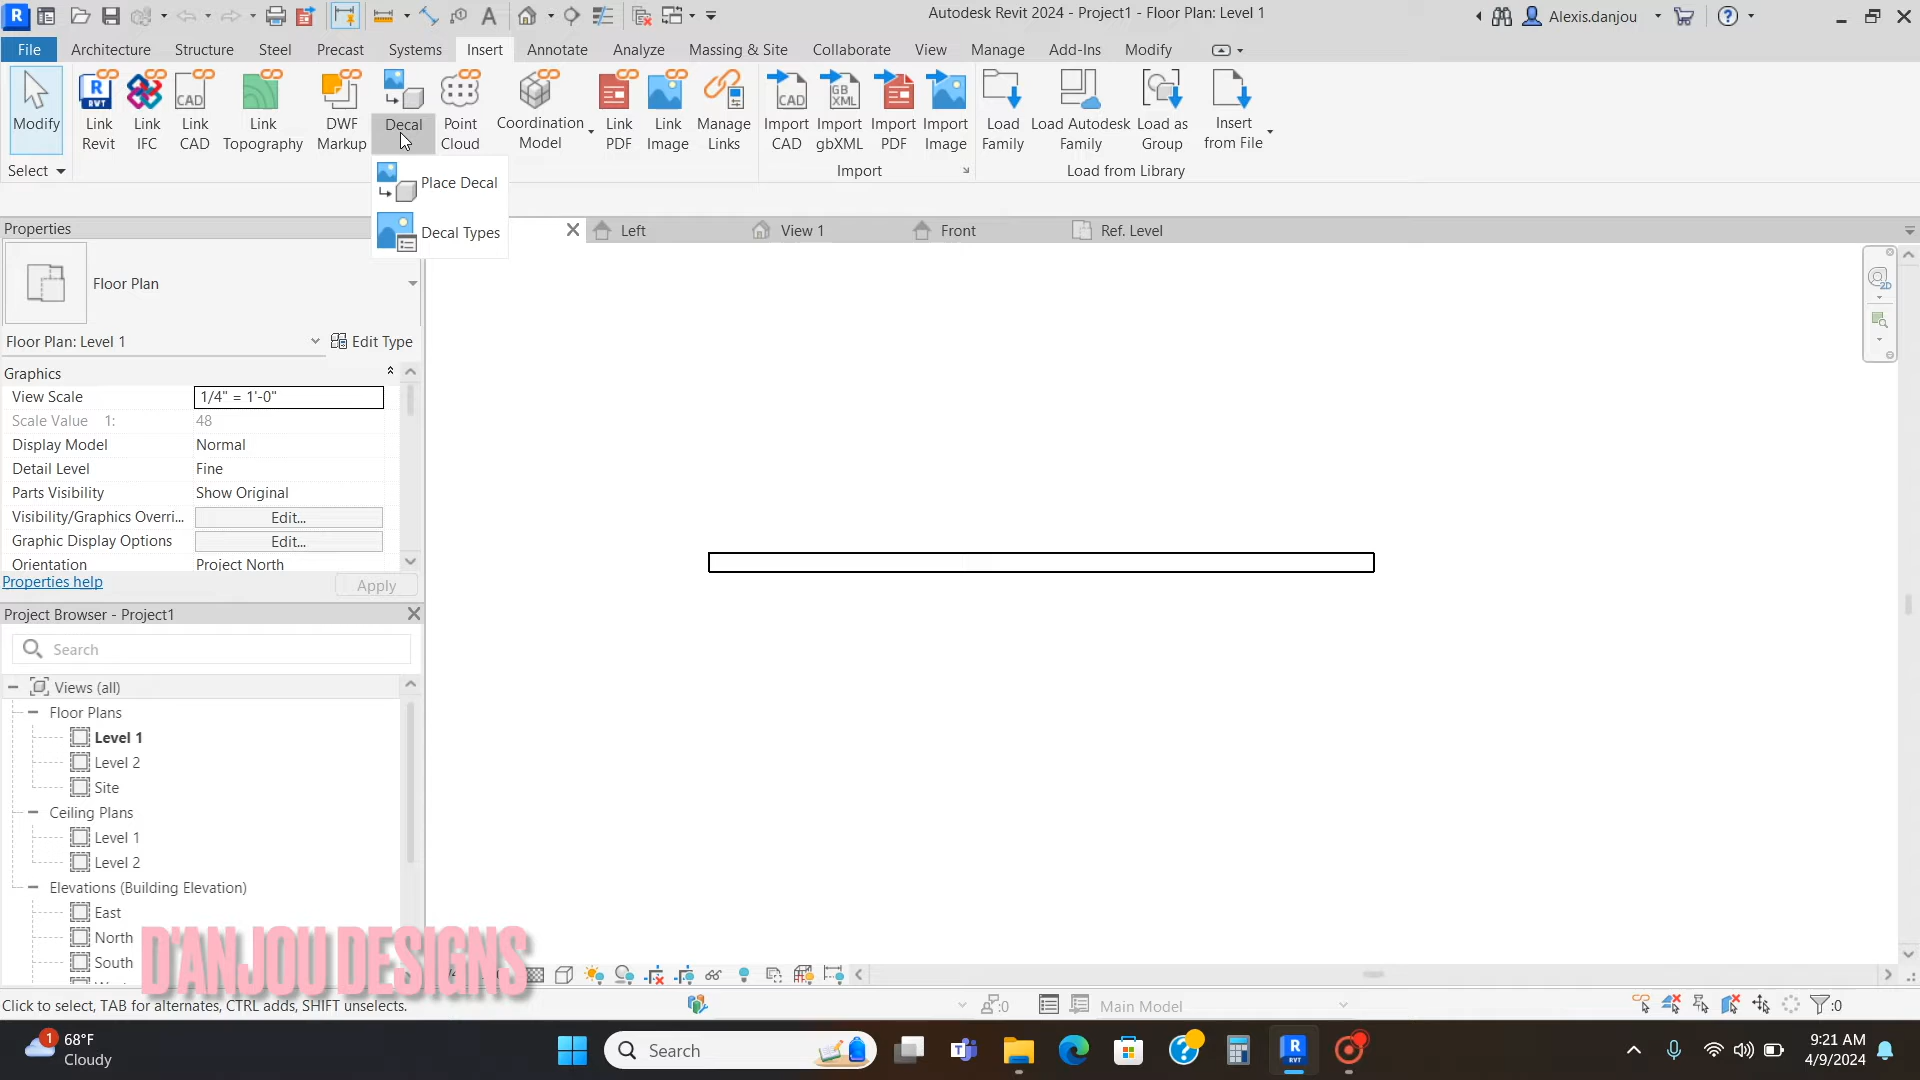 Autodesk Revit 2024 - Project1 - Floor Plan: Level 1
Alexis.danjou
File Architecture Structure Steel Precast Systems Insert Annotate Analyze Massing & Site Collaborate View Manage Add-Ins Modify
Modify
Link Revit
Link IFC
Link CAD
Link Topography
DWF Markup
Decal
Point Cloud
Coordination Model
Link PDF
Link Image
Manage Links
Import CAD
Import gbXML
Import PDF
Import Image
Load Family
Load Autodesk Family
Load as Group
Insert from File
Select
Import
Load from Library
Place Decal
Decal Types
Left
View 1
Front
Ref. Level
Properties
Floor Plan
Floor Plan: Level 1
Edit Type
Graphics
View Scale 1/4" = 1'-0"
Scale Value 1: 48
Display Model Normal
Detail Level Fine
Parts Visibility Show Original
Visibility/Graphics Overri... Edit...
Graphic Display Options Edit...
Orientation Project North
Properties help
Apply
Project Browser - Project1
Search
Views (all)
Floor Plans
Level 1
Level 2
Site
Ceiling Plans
Level 1
Level 2
Elevations (Building Elevation)
East
North
South
D'ANJOU DESIGNS
Click to select, TAB for alternates, CTRL adds, SHIFT unselects.
:0
Main Model
:0
1
68°F
Cloudy
Search
9:21 AM
4/9/2024